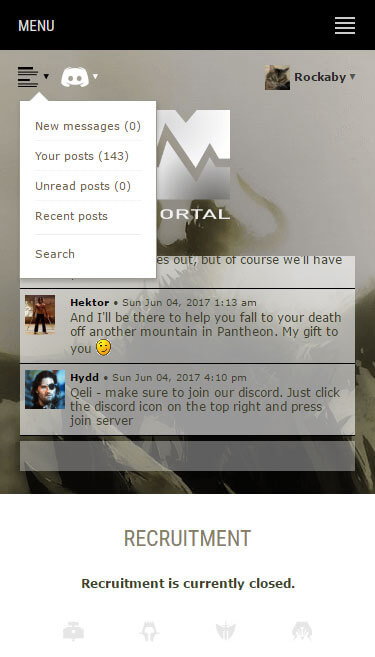 MENU
Rockaby
New messages (0)
Your posts (143)
Unread posts (0)
Recent posts
Search
ORTAL
es out, but of course we'll have
Hektor • Sun Jun 04, 2017 1:13 am
And I'll be there to help you fall to your death
off another mountain in Pantheon. My gift to
you
Hydd • Sun Jun 04, 2017 4:10 pm
Qeli - make sure to join our discord. Just click
the discord icon on the top right and press
join server
RECRUITMENT
Recruitment is currently closed.